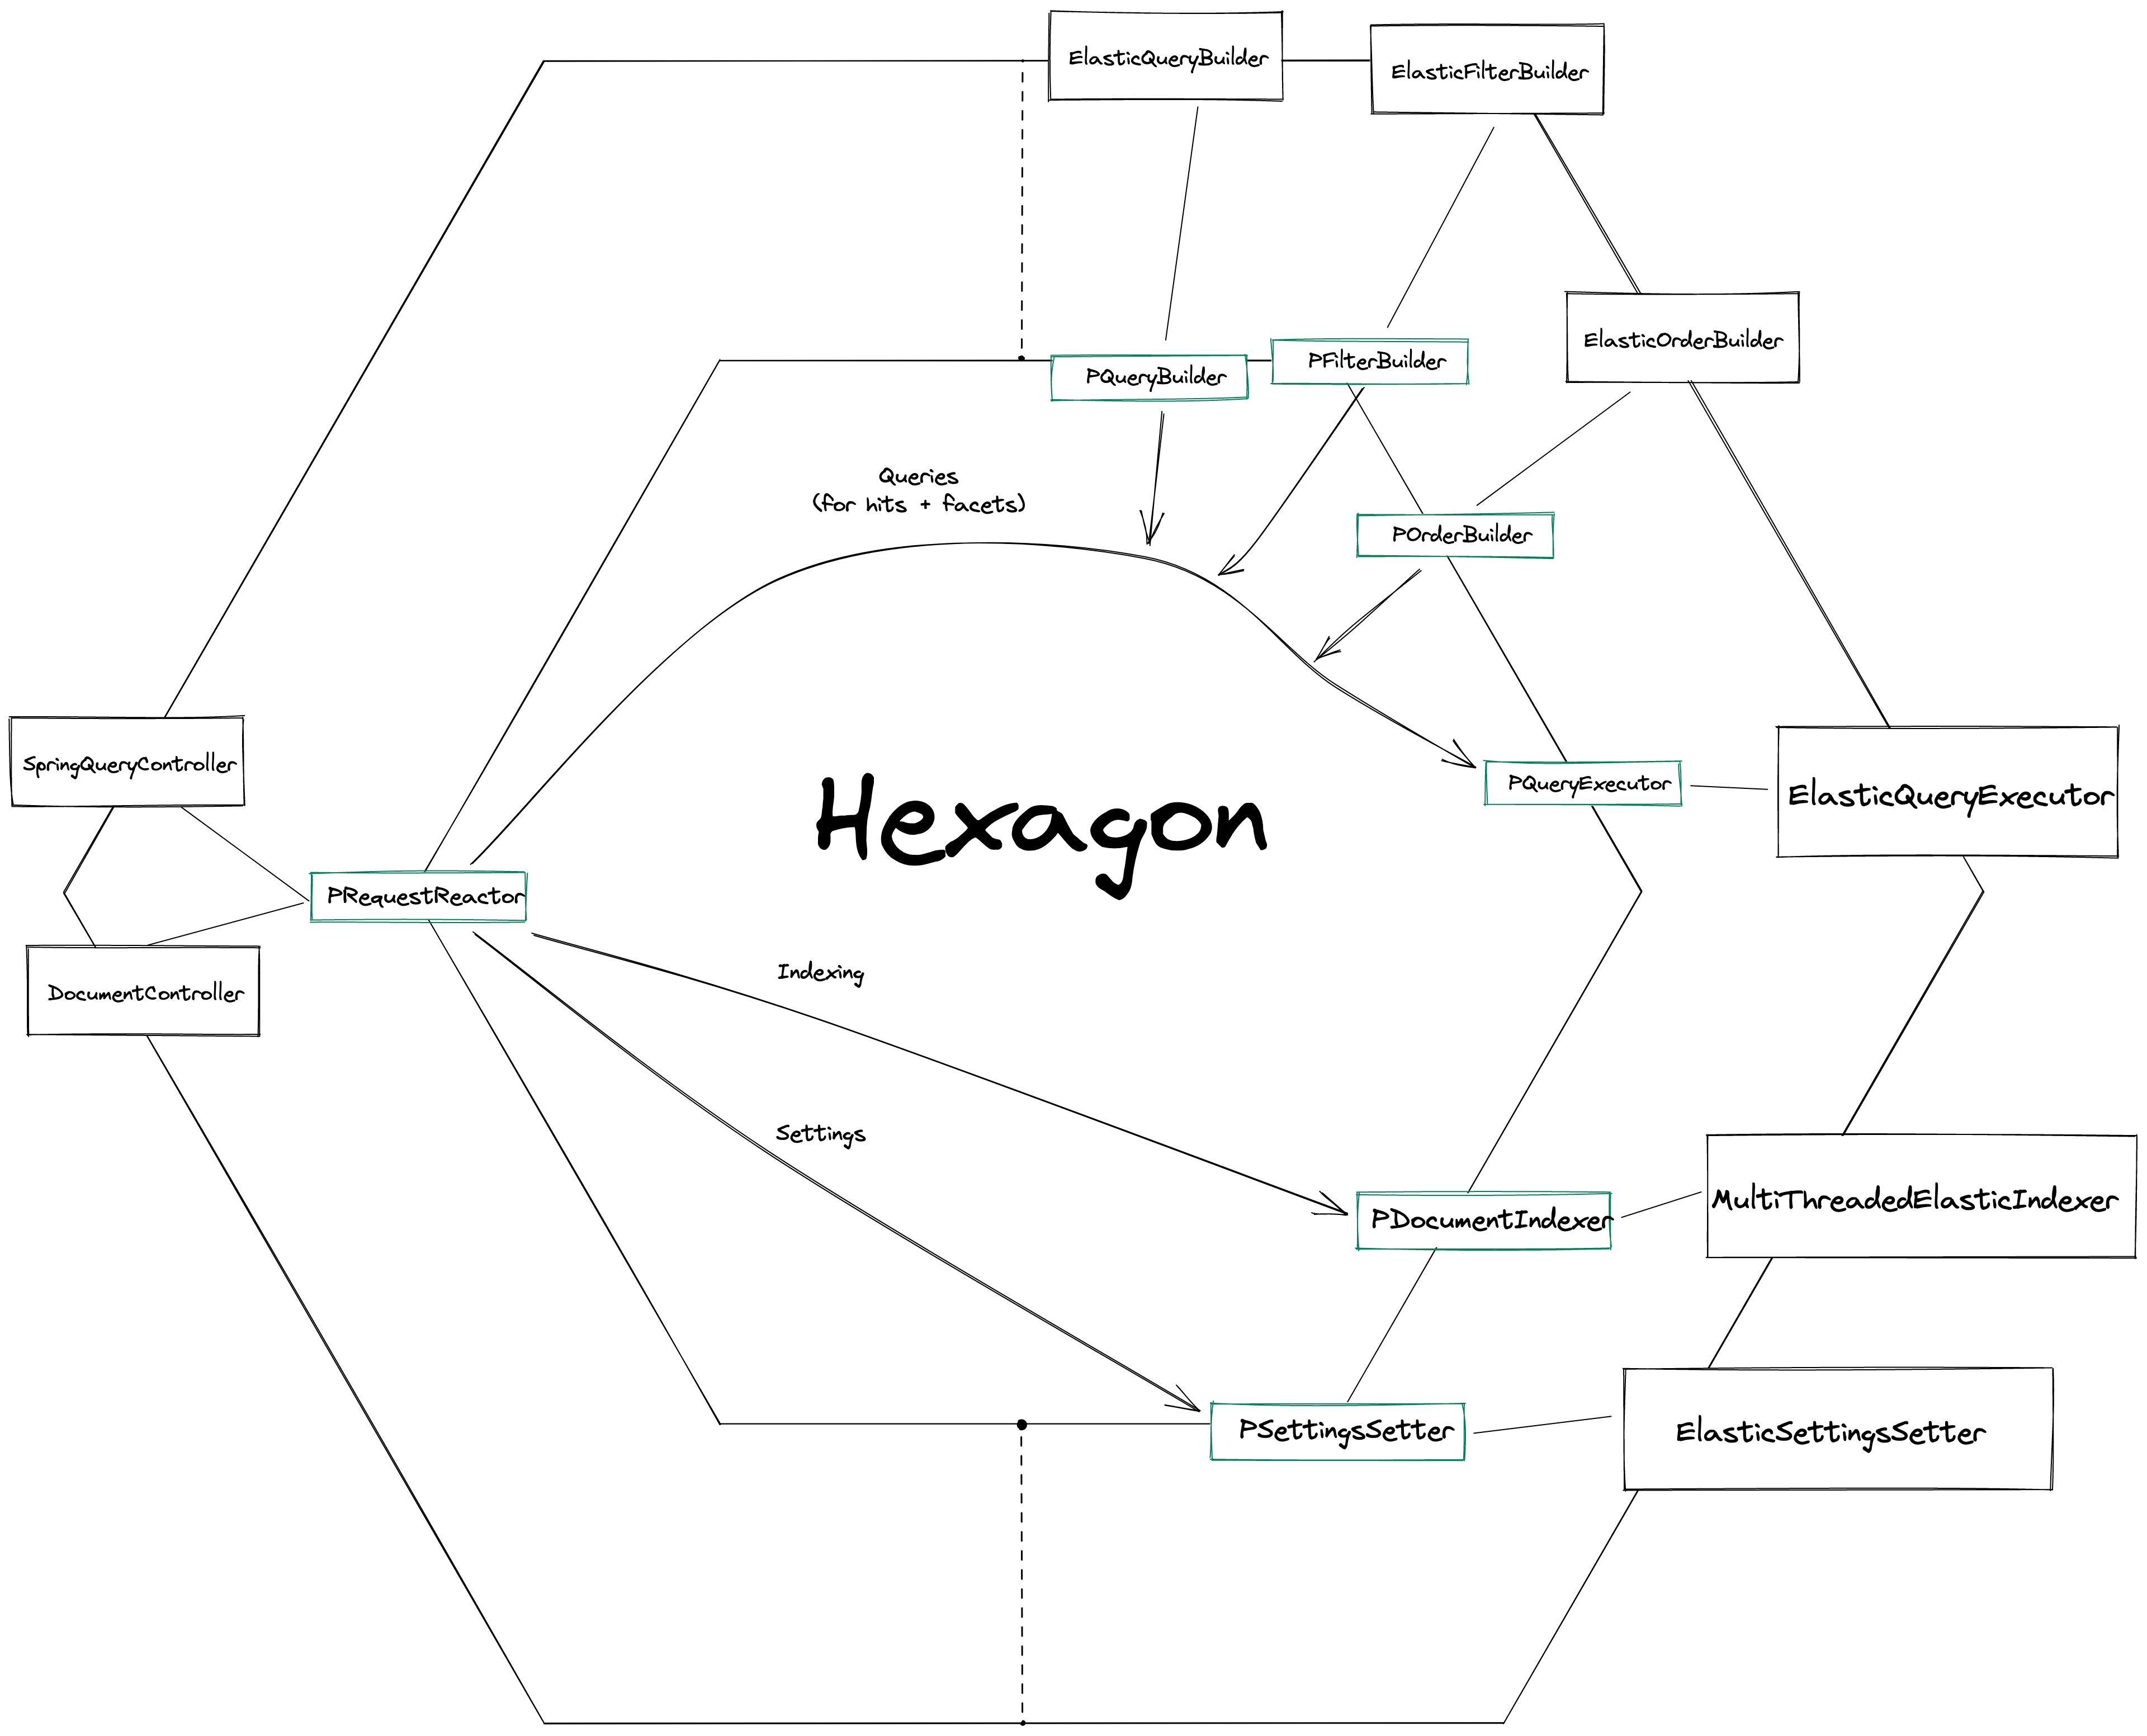 ElasticQueryBuilder
ElasticFilterBuilder
ElasticOrderBuilder
PFilterBuilder
PQueryBuilder
Queries
(for hits + facets)
POrderBuilder
SpringQueryController
Hexagon
PQueryExecutor
ElasticQueryExecutor
PRequestReactor
DocumentController
Indexing
Settings
PDocumentIndexer
MultiThreadedElasticIndexer
PSettingsSetter
ElasticSettingsSetter